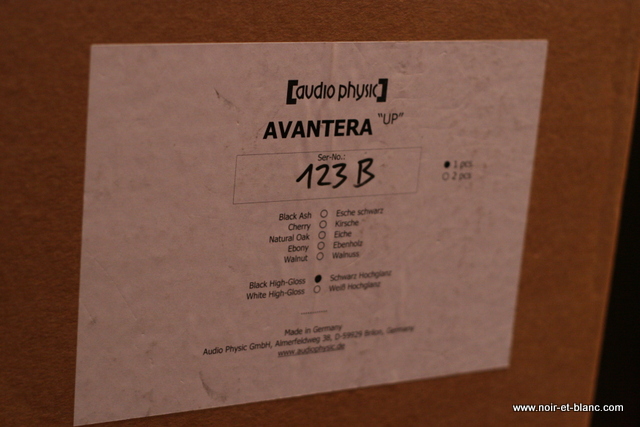 [audio physic]
AVANTERA "UP"
Ser-No.:
123 B
1 pcs
2 pcs
Black Ash Esche schwarz
Cherry Kirsche
Natural Oak Eiche
Ebony Ebenholz
Walnut Walnuss
Black High-Gloss Schwarz Hochglanz
White High-Gloss Weiß Hochglanz
Made in Germany
Audio Physic GmbH, Almerfeldweg 38, D-59929 Brilon, Germany
www.audiophysic.de
www.noir-et-blanc.com